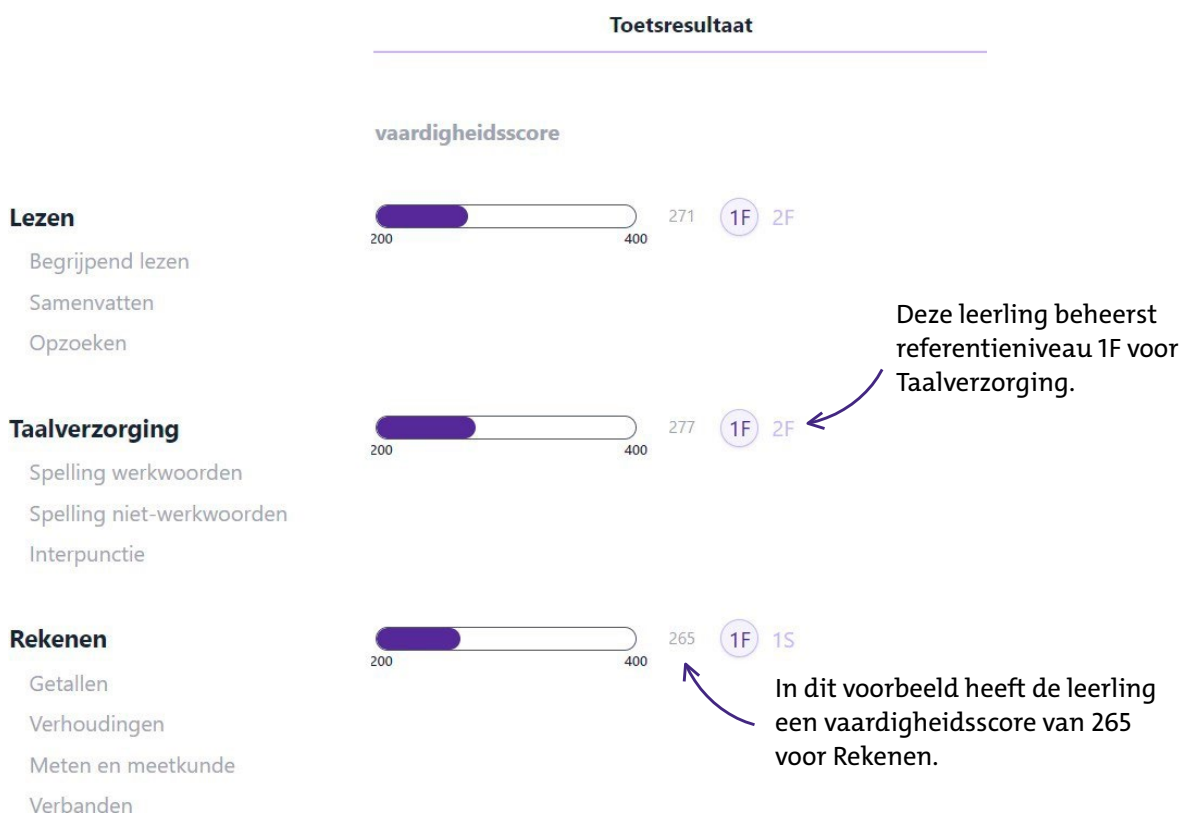 Toetsresultaat
vaardigheidsscore
Lezen
200
400
271
1F 2F
Begrijpend lezen
Samenvatten
Opzoeken
Deze leerling beheerst
referentieniveau 1F voor
Taalverzorging.
Taalverzorging
200
400
277
1F 2F
Spelling werkwoorden
Spelling niet-werkwoorden
Interpunctie
Rekenen
200
400
265
1F 1S
Getallen
Verhoudingen
Meten en meetkunde
Verbanden
In dit voorbeeld heeft de leerling
een vaardigheidsscore van 265
voor Rekenen.